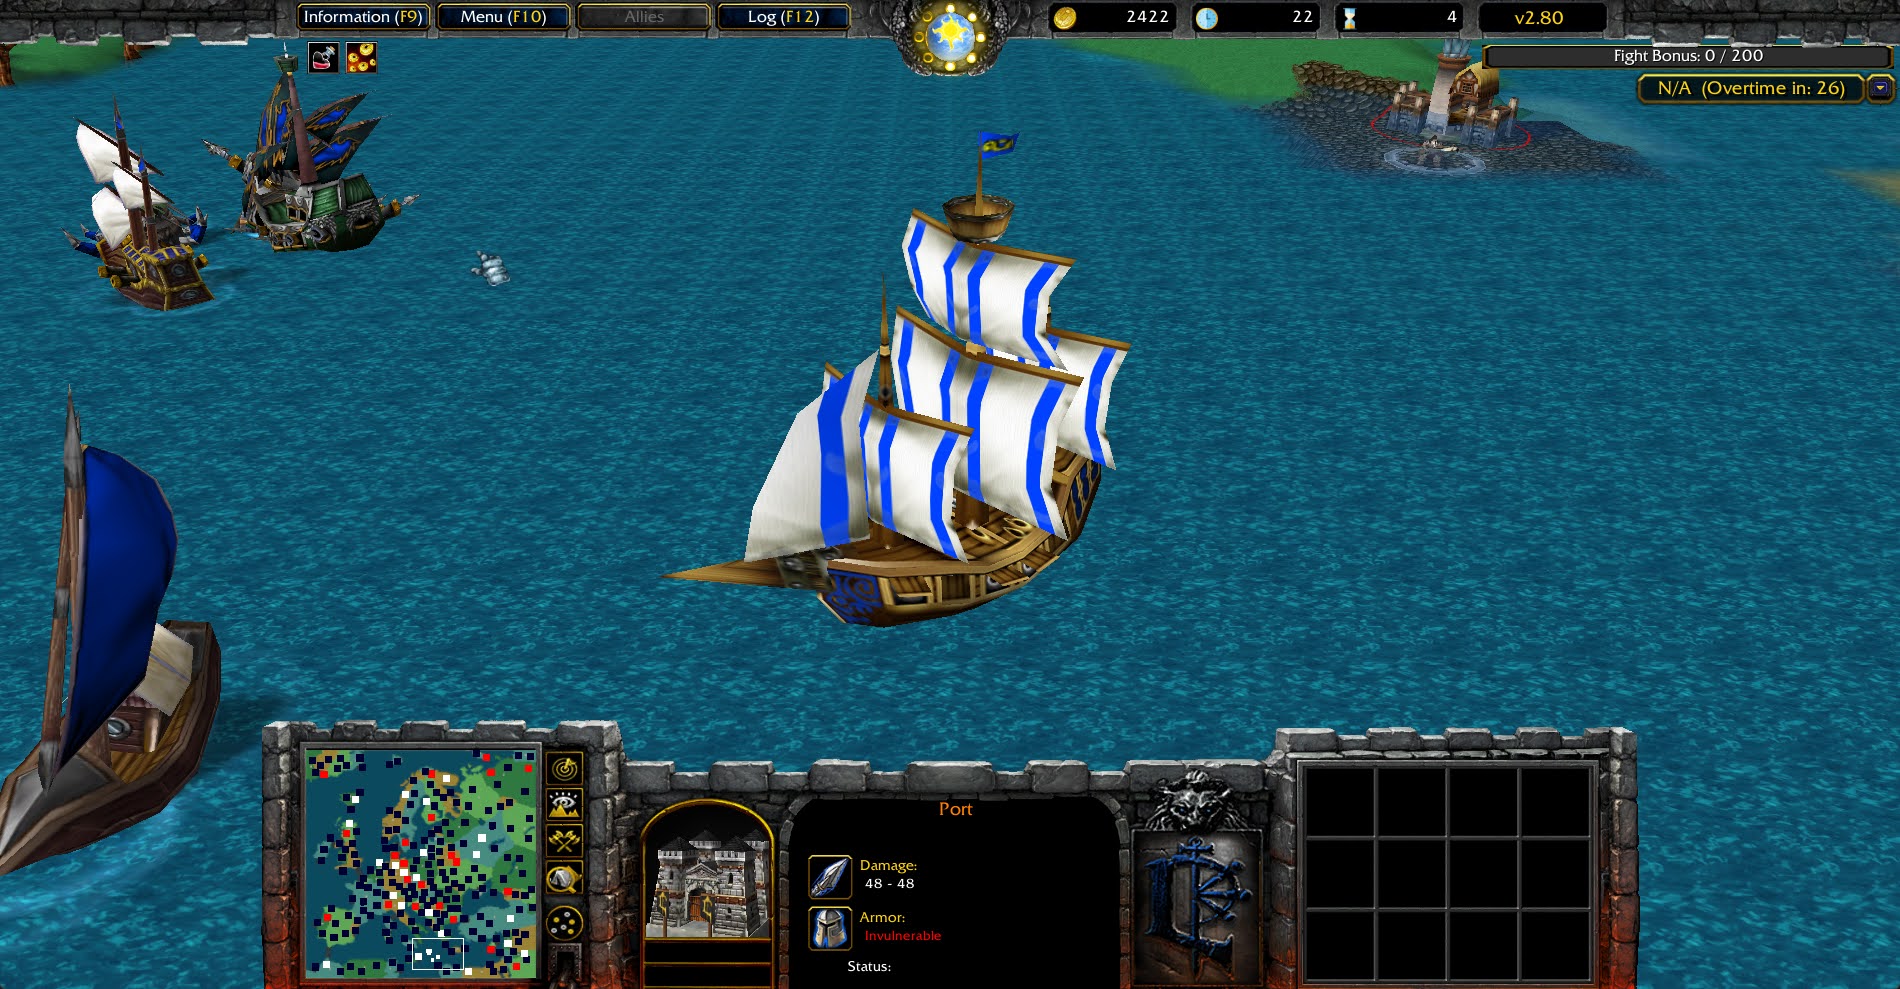 Information (F9) Menu (F10) Allies Log (F12) 2422 22 4 v2.80
Fight Bonus: 0 / 200
N/A (Overtime in: 26)
Port
Damage:
48 - 48
Armor:
Invulnerable
Status: